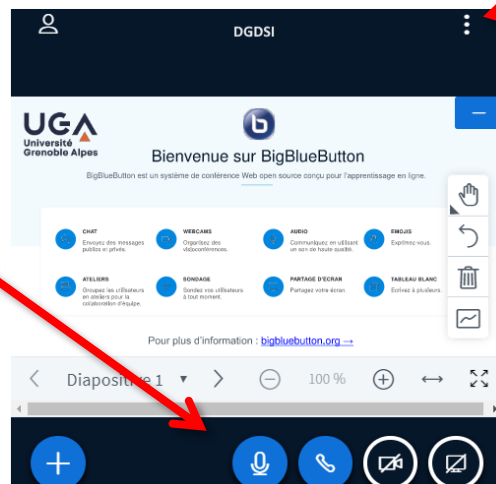 DGDSI
UGA
Université
Grenoble Alpes
b
Bienvenue sur BigBlueButton
BigBlueButton est un système de conférence Web open source conçu pour l'apprentissage en ligne.
CHAT
Envoyez des messages
publics et privés.
WEBCAMS
Organisez des
visioconférences.
AUDIO
Communiquez en utilisant
un son de haute qualité.
EMOJIS
Exprimez-vous.
ATELIERS
Groupez les utilisateurs
en ateliers pour la
collaboration d'équipe.
SONDAGE
Sondez vos utilisateurs
à tout moment.
PARTAGE D'ÉCRAN
Partagez votre écran.
TABLEAU BLANC
Écrivez à plusieurs.
Pour plus d'information : bigbluebutton.org →
Diapositive 1
100 %